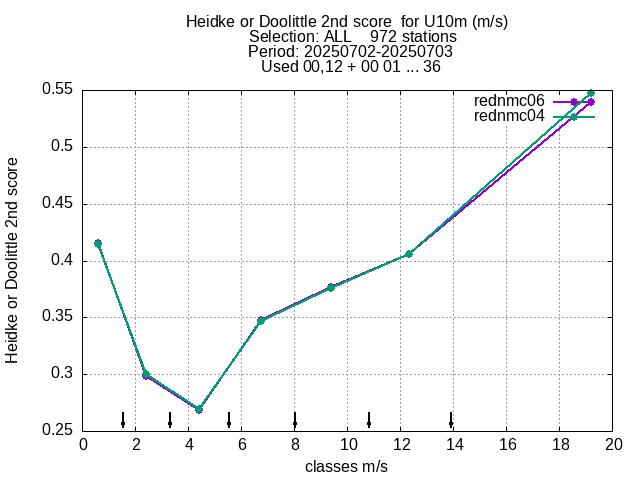 Heidke or Doolittle 2nd score  for U10m (m/s)
Selection: ALL    972 stations
Period: 20250702-20250703
Used 00,12 + 00 01 ... 36
rednmc06
rednmc04
0.55
0.5
0.45
0.4
0.35
0.3
0.25
Heidke or Doolittle 2nd score
0 2 4 6 8 10 12 14 16 18 20
classes m/s